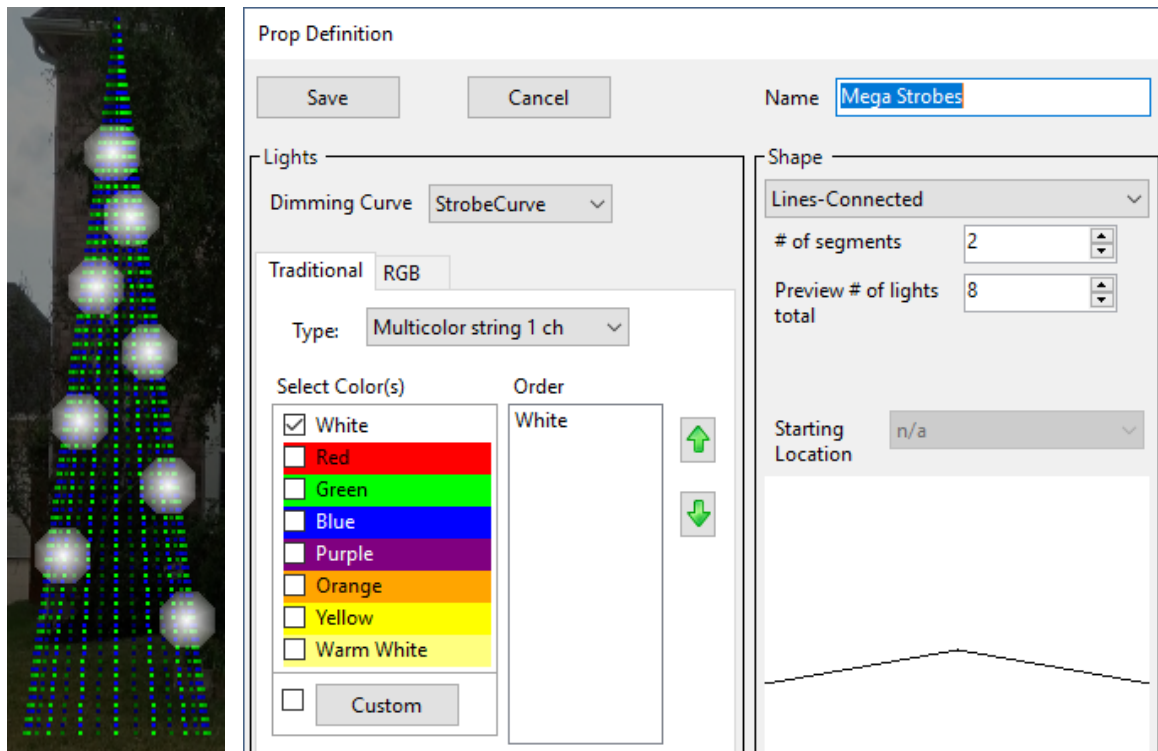 Prop Definition
Save
Cancel
Name
Mega Strobes
Lights
Dimming Curve
StrobeCurve
Traditional
RGB
Type:
Multicolor string 1 ch
Select Color(s)
White
Red
Green
Blue
Purple
Orange
Yellow
Warm White
Custom
Order
White
Shape
Lines-Connected
# of segments
2
Preview # of lights
total
8
Starting
Location
n/a